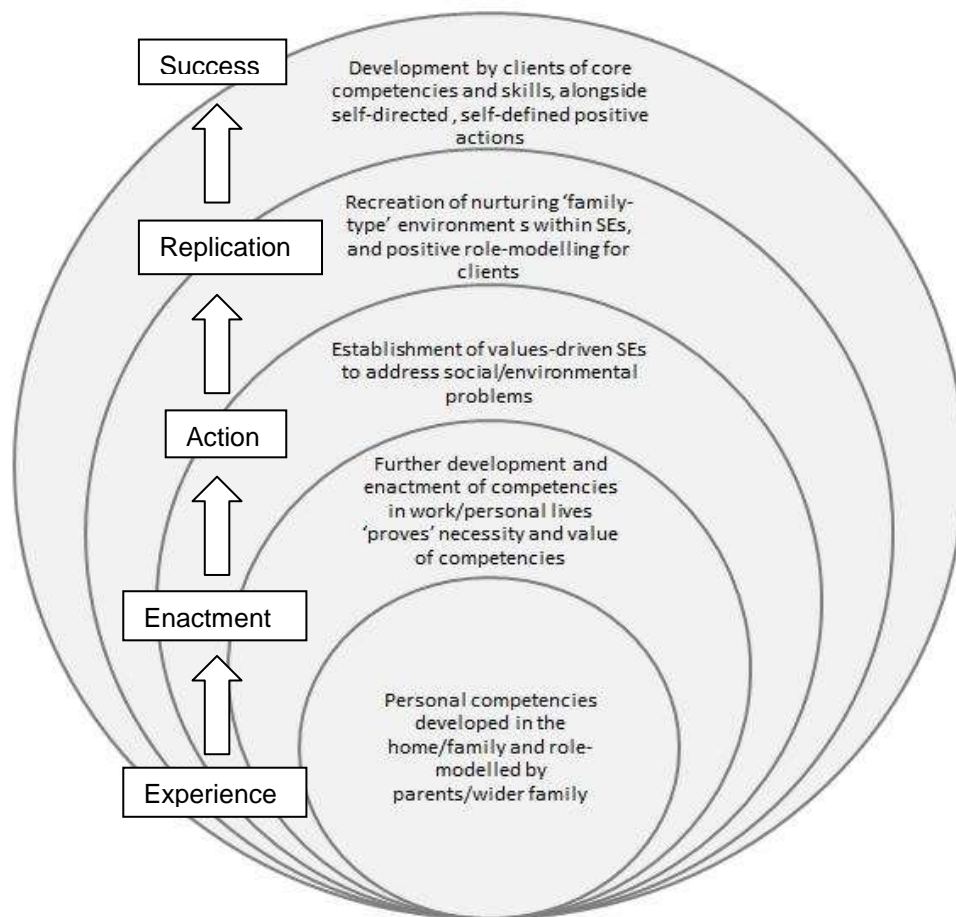 Success
Development by clients of core
competencies and skills, alongside
self-directed , self-defined positive
actions
Replication
Recreation of nurturing ‘family-
type’ environment s within SEs,
and positive role-modelling for
clients
Establishment of values-driven SEs
to address social/environmental
problems
Action
Further development and
enactment of competencies
in work/personal lives
‘proves’ necessity and value
of competencies
Enactment
Personal competencies
developed in the
home/family and role-
modelled by
parents/wider family
Experience